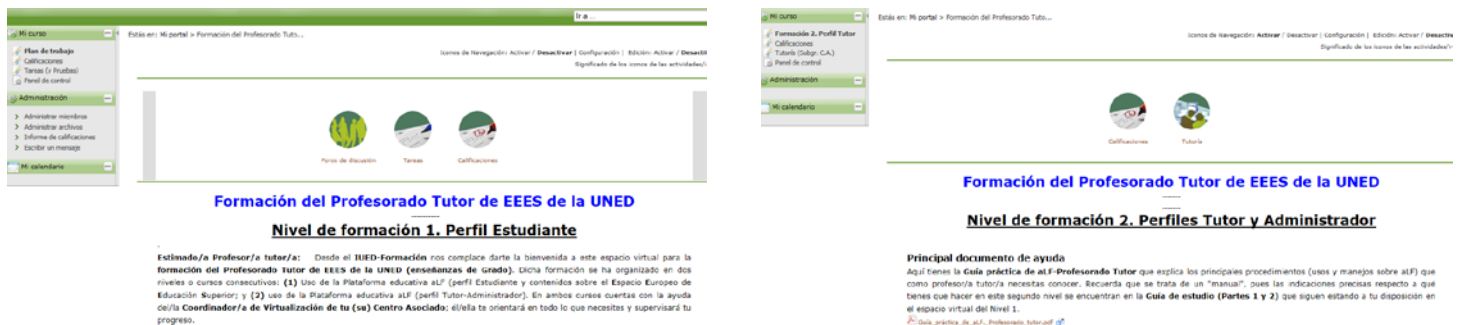 Ir a ...
Mi curso
Plan de trabajo
Calificaciones
Tareas (y Pruebas)
Panel de control
Administración
Administrar miembros
Administrar archivos
Informe de calificaciones
Escribir un mensaje
Mi calendario
Estás en: Mi portal > Formación del Profesorado Tuto...
Iconos de Navegación: Activar / Desactivar | Configuración | Edición: Activar /
Significado de los iconos de las actividades/
Foros de discusión
Tareas
Calificaciones
Formación del Profesorado Tutor de EEES de la UNED
----------
Nivel de formación 1. Perfil Estudiante
Estimado/a Profesor/a tutor/a: Desde el IUED-Formación nos complace darte la bienvenida a este espacio virtual para la
formación del Profesorado Tutor de EEES de la UNED (enseñanzas de Grado). Dicha formación se ha organizado en dos
niveles o cursos consecutivos: (1) Uso de la Plataforma educativa aLF (perfil Estudiante y contenidos sobre el Espacio Europeo de
Educación Superior; y (2) uso de la Plataforma educativa aLF (perfil Tutor-Administrador). En ambos cursos cuentas con la ayuda
del/la Coordinador/a de Virtualización de tu (su) Centro Asociado; él/ella te orientará en todo lo que necesites y supervisará tu
progreso.
Mi curso
Formación 2. Perfil Tutor
Calificaciones
Tutoría (Subgr. C.A.)
Panel de control
Administración
Mi calendario
Estás en: Mi portal > Formación del Profesorado Tuto...
Iconos de Navegación: Activar / Desactivar | Configuración | Edición: Activar /
Significado de los iconos de las actividades/
Calificaciones
Tutoría
Formación del Profesorado Tutor de EEES de la UNED
------
------
Nivel de formación 2. Perfiles Tutor y Administrador
Principal documento de ayuda
Aquí tienes la Guía práctica de aLF-Profesorado Tutor que explica los principales procedimientos (usos y manejos sobre aLF) que
como profesor/a tutor/a necesitas conocer. Recuerda que se trata de un "manual", pues las indicaciones precisas respecto a qué
tienes que hacer en este segundo nivel se encuentran en la Guía de estudio (Partes 1 y 2) que siguen estando a tu disposición en
el espacio virtual del Nivel 1.
Guía_práctica_de_aLF._Profesorado_tutor.pdf